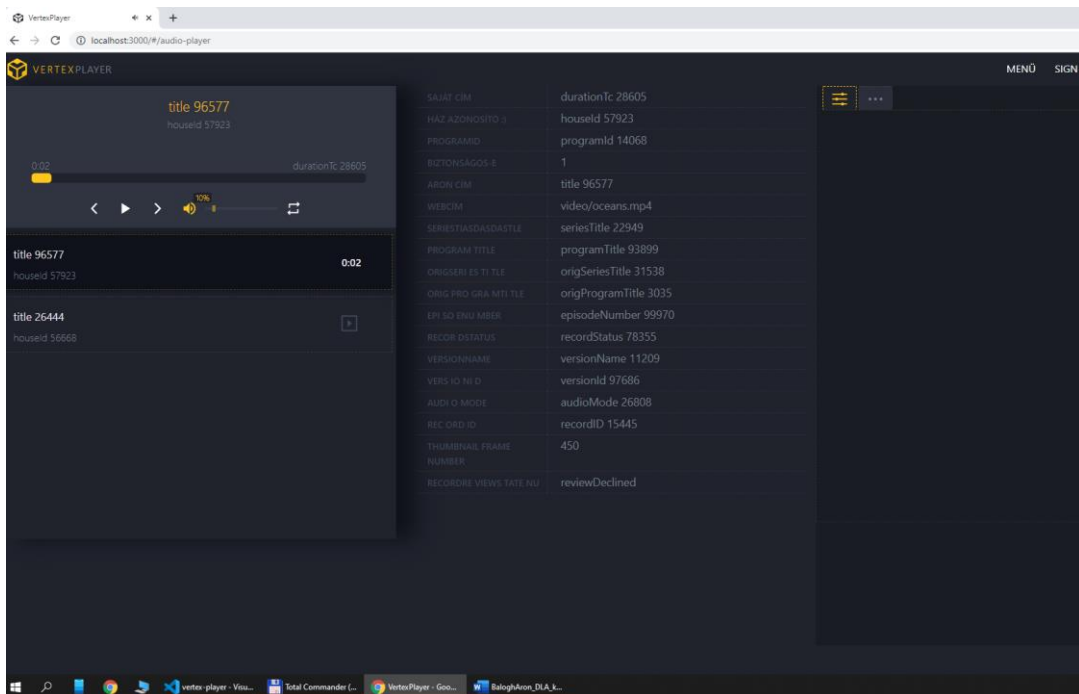 VertexPlayer
localhost:3000/#/audio-player
VERTEXPLAYER
MENÜ SIGN
title 96577
houseId 57923
0:02 durationTc 28605
10%
title 96577
houseId 57923
0:02
title 26444
houseId 56668
SAJÁT CÍM durationTc 28605
HÁZ AZONOSÍTÓ :) houseId 57923
PROGRAMID programId 14068
BIZTONSÁGOS-E 1
ARON CÍM title 96577
WEBCÍM video/oceans.mp4
SERIESTIASDASDASTLE seriesTitle 22949
PROGRAM TITLE programTitle 93899
ORIGSERI ES TI TLE origSeriesTitle 31538
ORIG PRO GRA MTI TLE origProgramTitle 3035
EPI SO ENU MBER episodeNumber 99970
RECOR DSTATUS recordStatus 78355
VERSIONNAME versionName 11209
VERS IO NI D versionId 97686
AUDI O MODE audioMode 26808
REC ORD ID recordID 15445
THUMBNAIL FRAME NUMBER 450
RECORDRE VIEWS TATE NU reviewDeclined
vertex-player - Visu...
Total Commander (...
VertexPlayer - Goo...
BaloghAron_DLA_k...